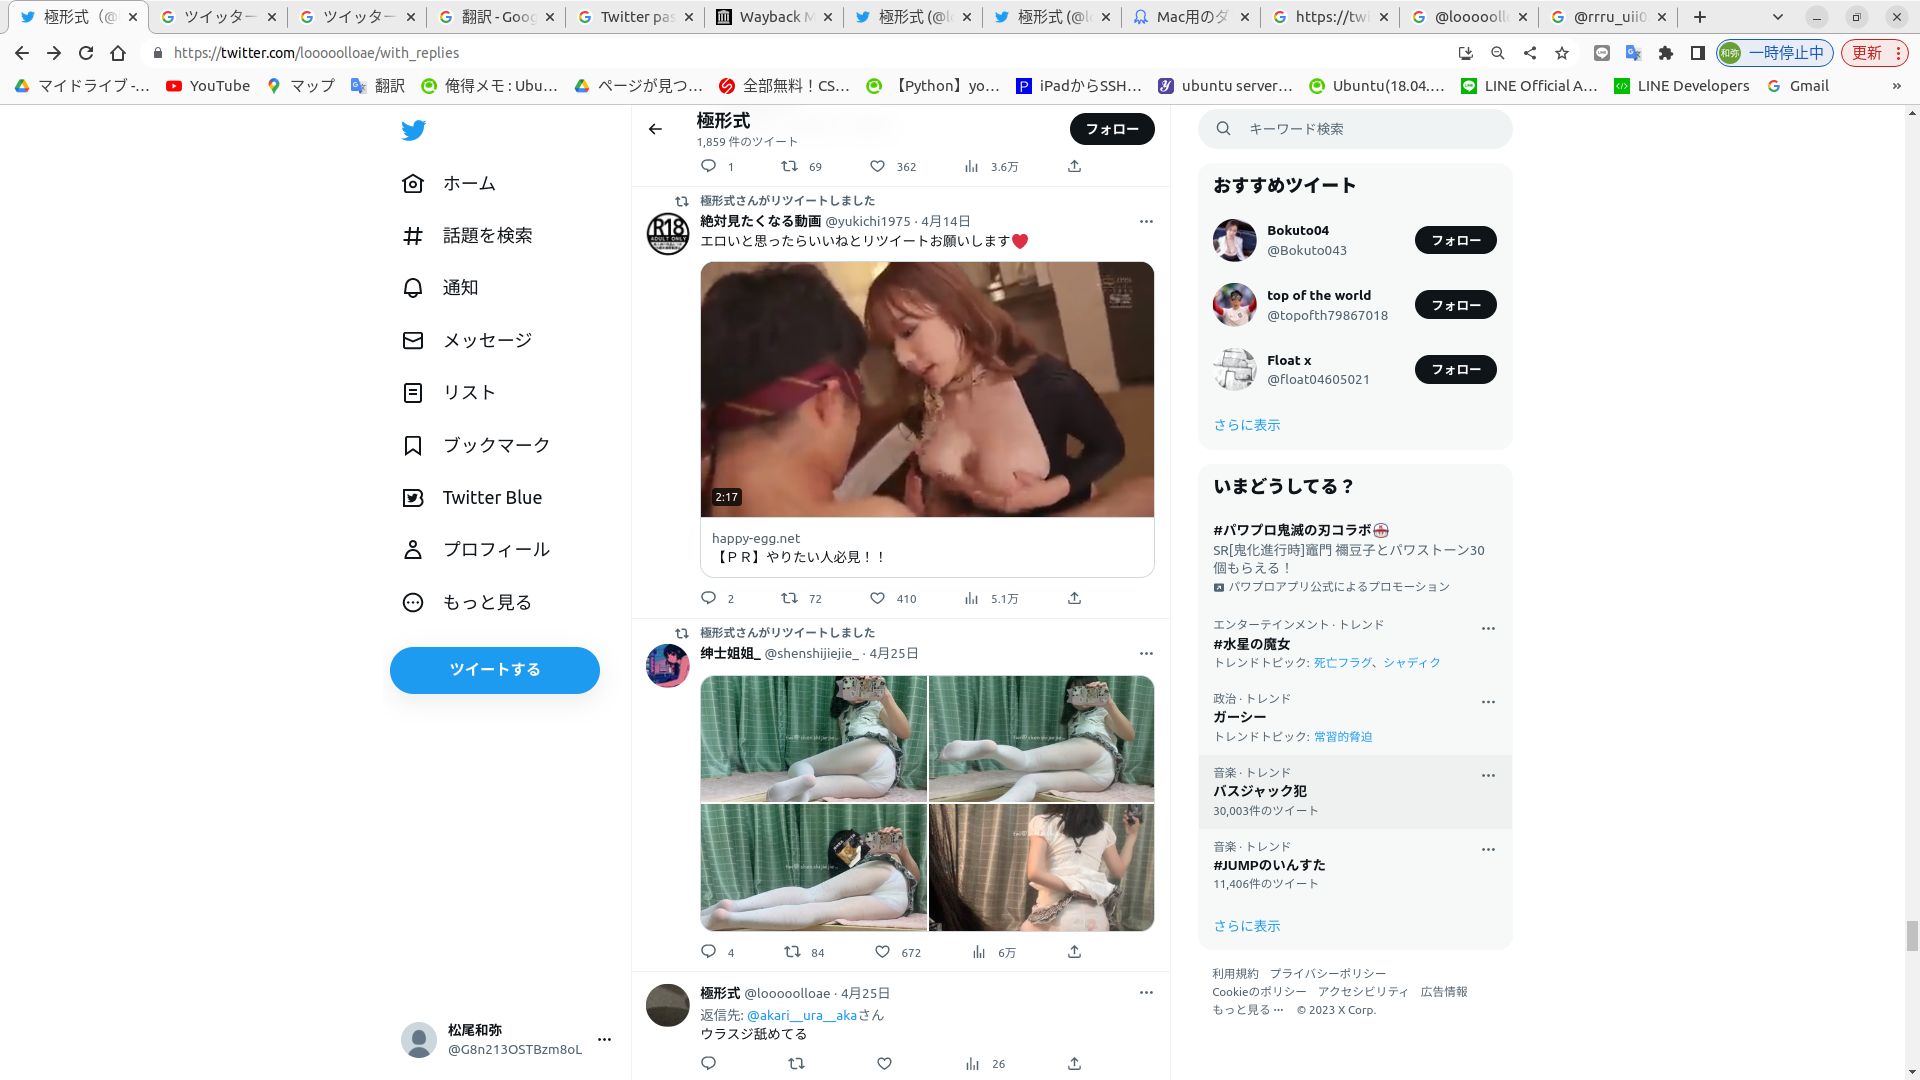 極形式 (@
ツイッター
ツイッター
翻訳 - Goog
Twitter pas
Wayback M
極形式 (@lo
極形式 (@lo
Mac用のダ
https://twi
@looooollo
@rrru_uii0
https://twitter.com/looooolloae/with_replies
和弥 一時停止中
更新
マイドライブ -...
YouTube
マップ
翻訳
俺得メモ : Ubu...
ページが見つ...
全部無料！CS...
【Python】yo...
iPadからSSH...
ubuntu server...
Ubuntu(18.04....
LINE Official A...
LINE Developers
Gmail
»
ホーム
話題を検索
通知
メッセージ
リスト
ブックマーク
Twitter Blue
プロフィール
もっと見る
ツイートする
松尾和弥
@G8n213OSTBzm8oL
極形式
1,859 件のツイート
フォロー
1 69 362 3.6万
極形式さんがリツイートしました
R18
ADULT ONLY
絶対見たくなる動画 @yukichi1975 · 4月14日
エロいと思ったらいいねとリツイートお願いします❤️
2:17
happy-egg.net
【ＰＲ】やりたい人必見！！
2 72 410 5.1万
極形式さんがリツイートしました
绅士姐姐_ @shenshijiejie_ · 4月25日
4 84 672 6万
極形式 @looooolloae · 4月25日
返信先: @akari__ura__akaさん
ウラスジ舐めてる
26
キーワード検索
おすすめツイート
Bokuto04
@Bokuto043
フォロー
top of the world
@topofth79867018
フォロー
Float x
@float04605021
フォロー
さらに表示
いまどうしてる？
#パワプロ鬼滅の刃コラボ
SR[鬼化進行時]竈門 禰豆子とパワストーン30
個もらえる！
パワプロアプリ公式によるプロモーション
エンターテインメント · トレンド
#水星の魔女
トレンドトピック: 死亡フラグ、シャディク
政治 · トレンド
ガーシー
トレンドトピック: 常習的脅迫
音楽 · トレンド
バスジャック犯
30,003件のツイート
音楽 · トレンド
#JUMPのいんすた
11,406件のツイート
さらに表示
利用規約 プライバシーポリシー
Cookieのポリシー アクセシビリティ 広告情報
もっと見る ··· © 2023 X Corp.